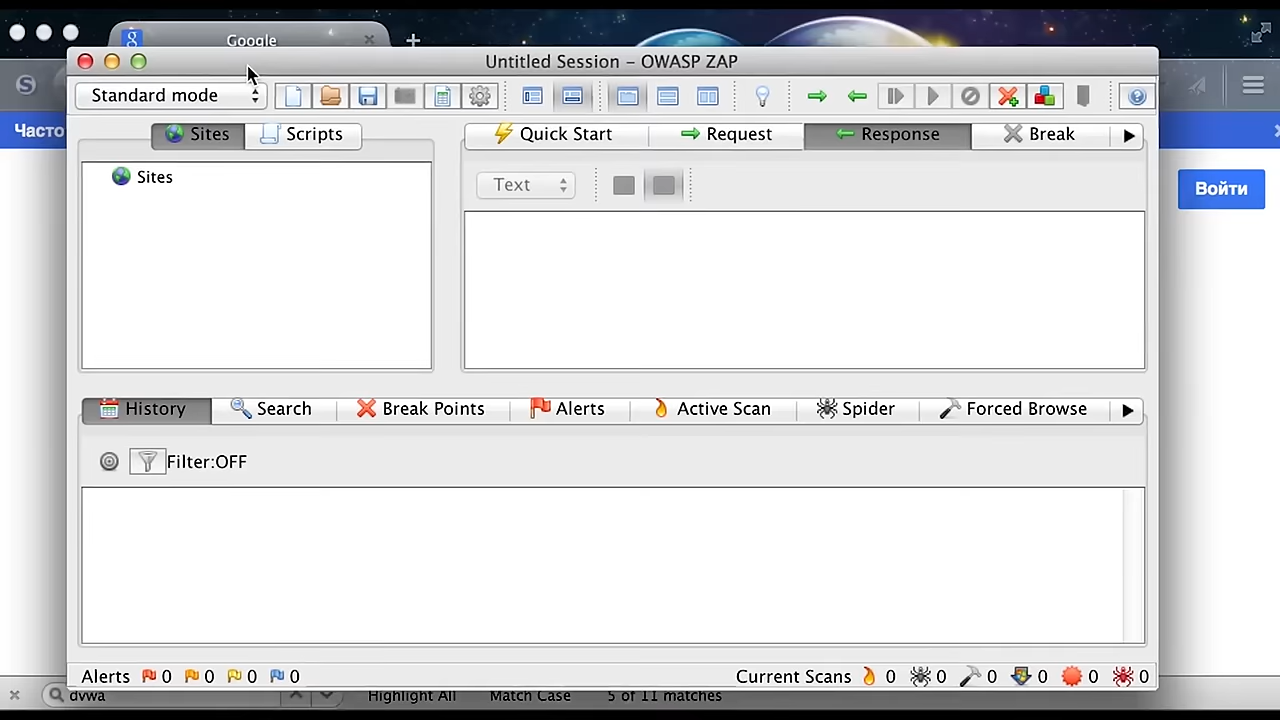 Google
Untitled Session – OWASP ZAP
Standard mode
Часто
Sites
Scripts
Quick Start
Request
Response
Break
Sites
Text
Войти
History
Search
Break Points
Alerts
Active Scan
Spider
Forced Browse
Filter:OFF
Alerts 0 0 0 0
Current Scans 0 0 0 0 0 0
dvwa
Highlight All
Match Case
5 of 11 matches